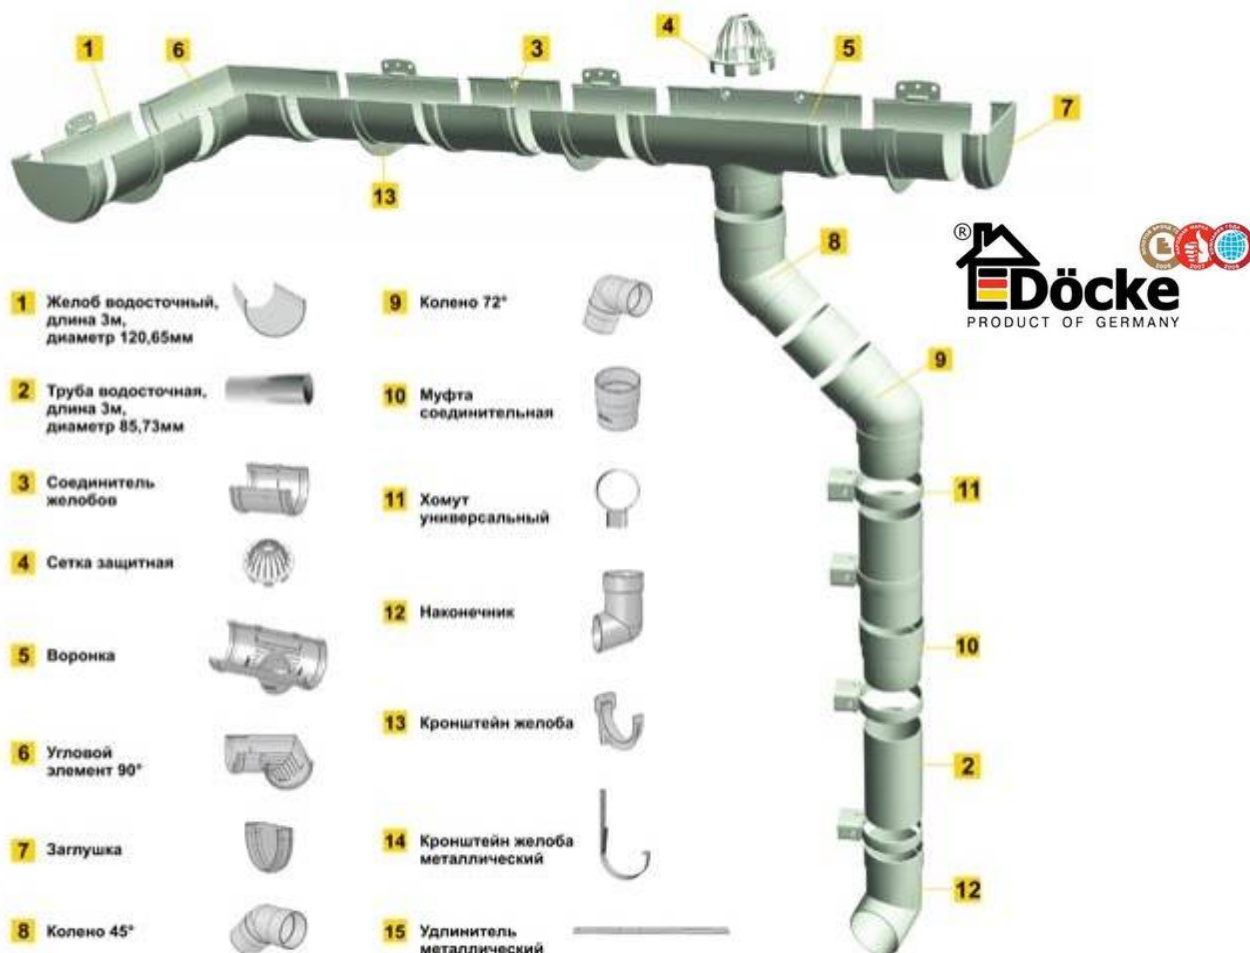 4
1
6
3
5
7
13
8
®
Döcke
PRODUCT OF GERMANY
9
11
10
2
12
1 Желоб водосточный,
длина 3м,
диаметр 120,65мм
2 Труба водосточная,
длина 3м,
диаметр 85,73мм
3 Соединитель
желобов
4 Сетка защитная
5 Воронка
6 Угловой
элемент 90°
7 Заглушка
8 Колено 45°
9 Колено 72°
10 Муфта
соединительная
11 Хомут
универсальный
12 Наконечник
13 Кронштейн желоба
14 Кронштейн желоба
металлический
15 Удлинитель
металлический